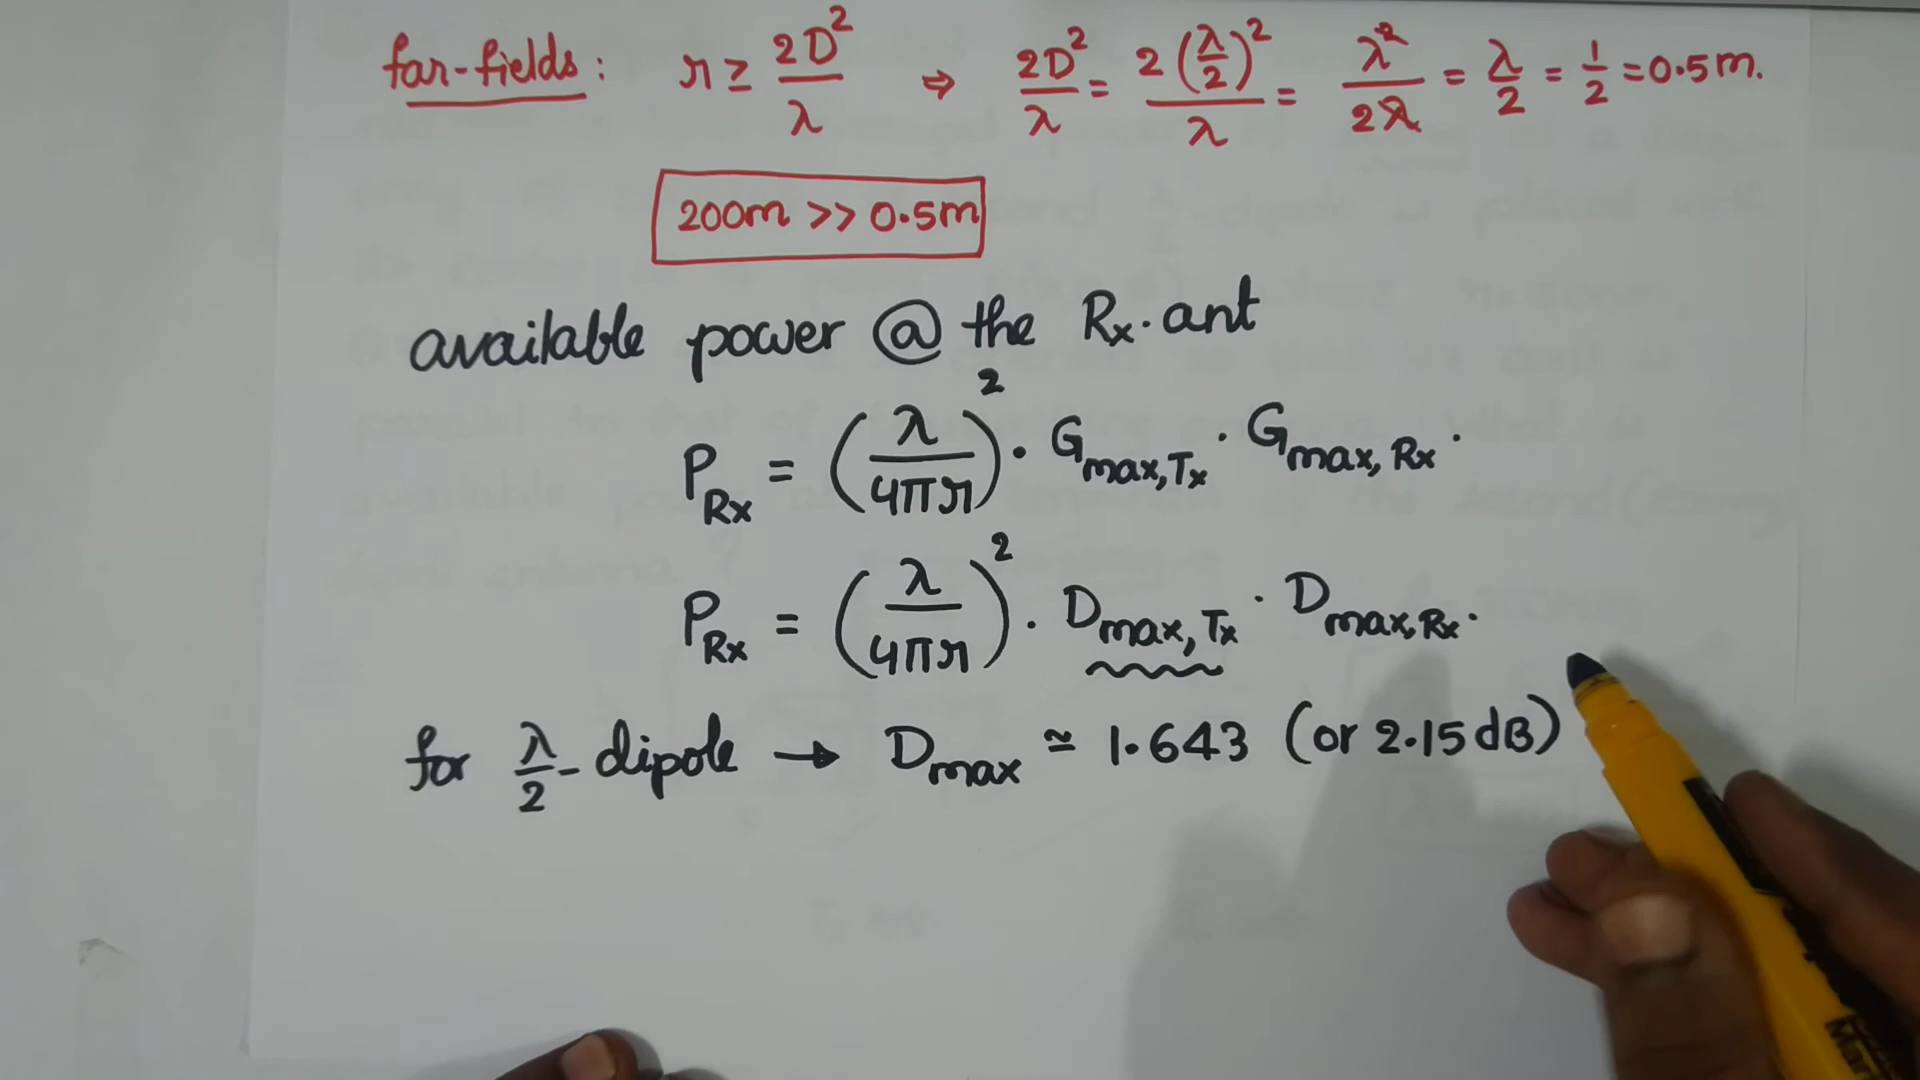 far-fields: r ≥ 2D²/λ ⇒ 2D²/λ = 2(λ/2)²/λ = λ²/2λ = λ/2 = 1/2 = 0.5m.
200m >> 0.5m
available power @ the Rx. ant
P_Rx = (λ/4πr)² · G_max,Tx · G_max,Rx ·
P_Rx = (λ/4πr)² · D_max,Tx · D_max,Rx ·
for λ/2 - dipole → D_max ≃ 1.643 (or 2.15dB)